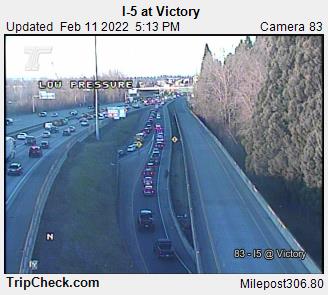 I-5 at Victory
Updated Feb 11 2022 5:13 PM Camera 83
LOW PRESSURE
83 - I5 @ Victory
N
TripCheck.com Milepost306.80